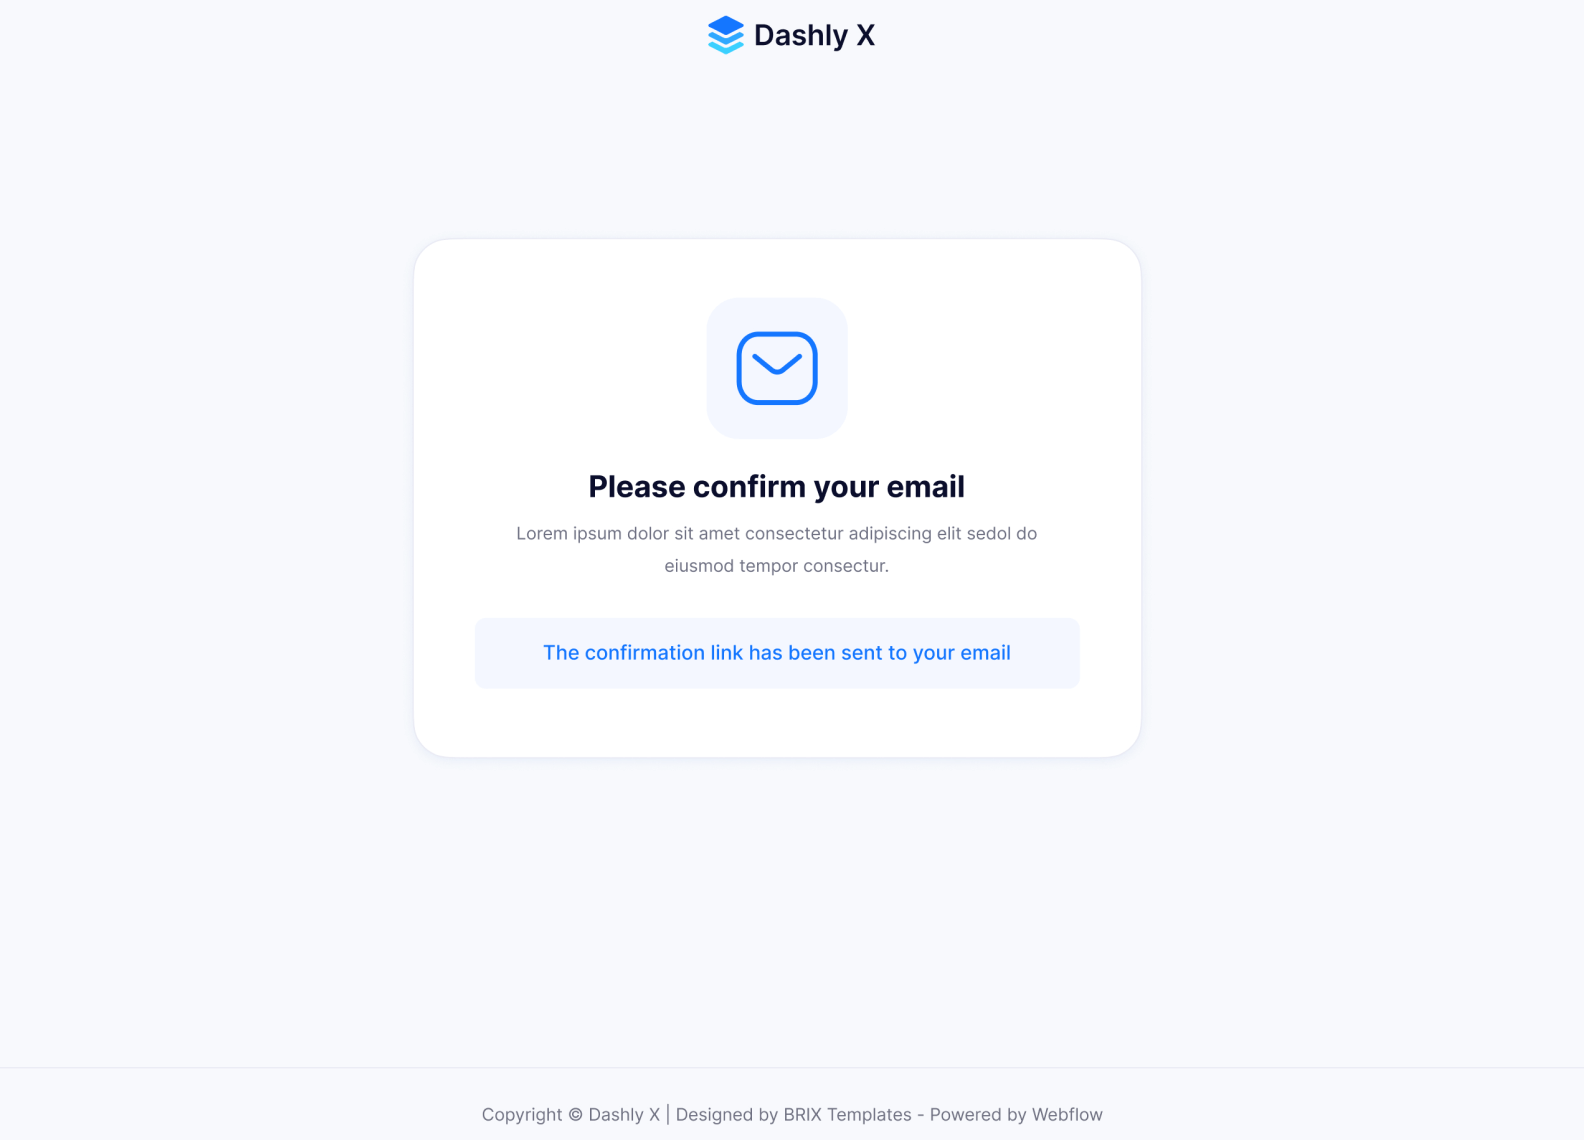 Dashly X
Please confirm your email
Lorem ipsum dolor sit amet consectetur adipiscing elit sedol do
eiusmod tempor consectur.
The confirmation link has been sent to your email
Copyright © Dashly X | Designed by BRIX Templates - Powered by Webflow